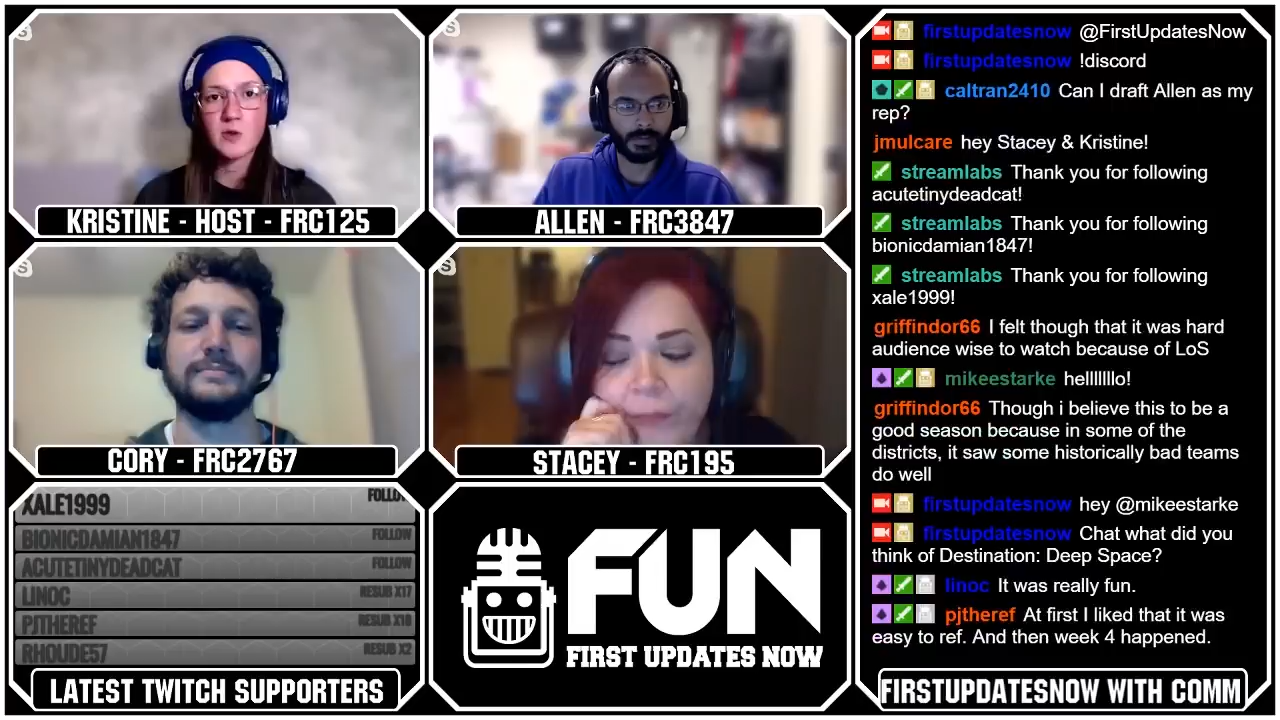 KRISTINE - HOST - FRC125
ALLEN - FRC3847
CORY - FRC2767
STACEY - FRC195
XALE1999 FOLLOW
BIONICDAMIAN1847 FOLLOW
ACUTETINYDEADCAT FOLLOW
LINOC RESUB X17
PJTHEREF
RHOUDE57 RESUB X2
LATEST TWITCH SUPPORTERS
FUN
FIRST UPDATES NOW
firstupdatesnow @FirstUpdatesNow
firstupdatesnow !discord
caltran2410 Can I draft Allen as my
rep?
jmulcare hey Stacey & Kristine!
streamlabs Thank you for following
acutetinydeadcat!
streamlabs Thank you for following
bionicdamian1847!
streamlabs Thank you for following
xale1999!
griffindor66 I felt though that it was hard
audience wise to watch because of LoS
mikeestarke helllllllo!
griffindor66 Though i believe this to be a
good season because in some of the
districts, it saw some historically bad teams
do well
firstupdatesnow hey @mikeestarke
firstupdatesnow Chat what did you
think of Destination: Deep Space?
linoc It was really fun.
pjtheref At first I liked that it was
easy to ref. And then week 4 happened.
FIRSTUPDATESNOW WITH COMM